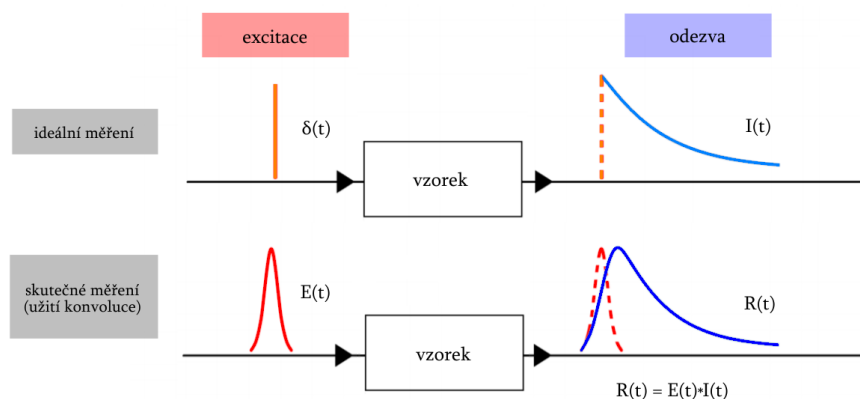 excitace
odezva
ideální měření
δ(t)
vzorek
I(t)
skutečné měření
(užití konvoluce)
E(t)
vzorek
R(t)
R(t) = E(t)*I(t)